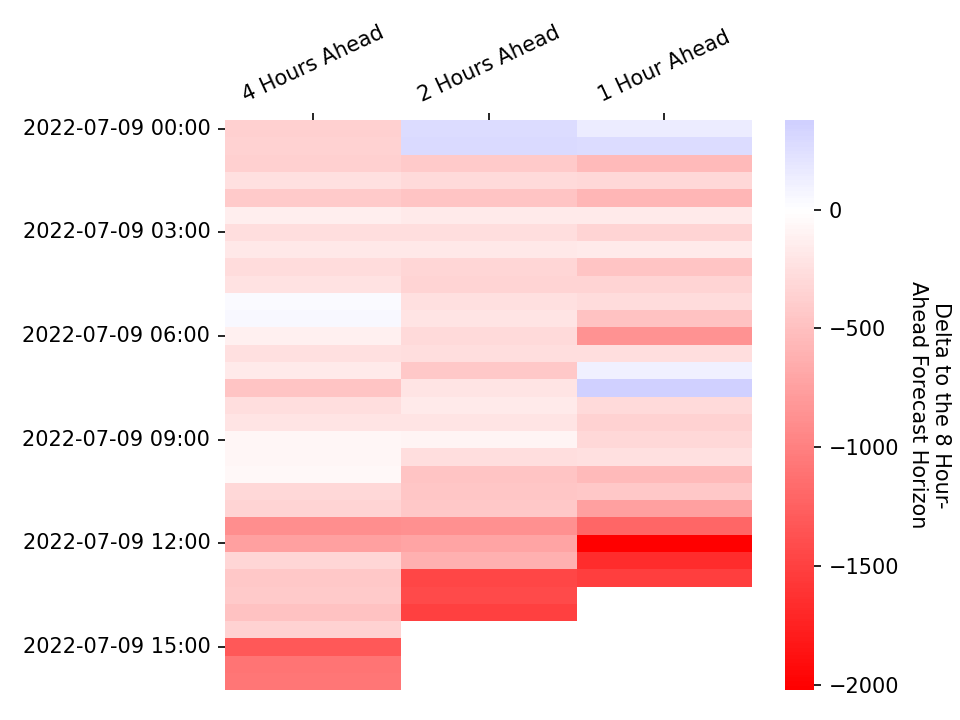 4 Hours Ahead
2 Hours Ahead
1 Hour Ahead
2022-07-09 00:00
2022-07-09 03:00
2022-07-09 06:00
2022-07-09 09:00
2022-07-09 12:00
2022-07-09 15:00
0
−500
−1000
−1500
−2000
Delta to the 8 Hour-
Ahead Forecast Horizon